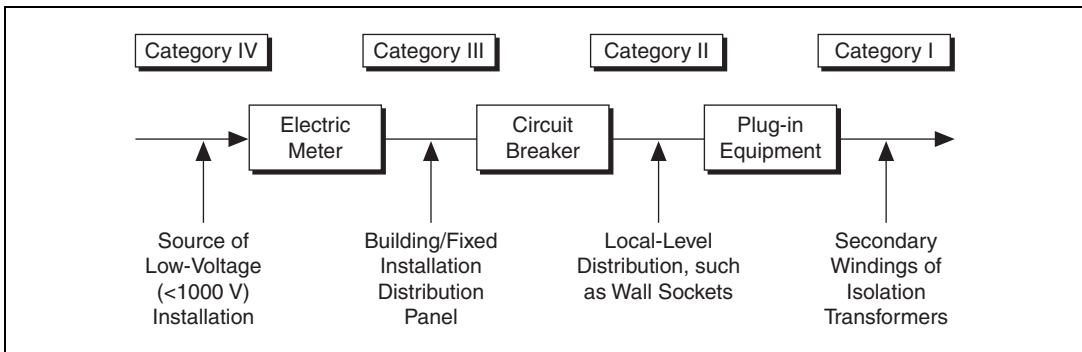 Category IV
Category III
Category II
Category I
Electric
Meter
Circuit
Breaker
Plug-in
Equipment
Source of
Low-Voltage
(<1000 V)
Installation
Building/Fixed
Installation
Distribution
Panel
Local-Level
Distribution, such
as Wall Sockets
Secondary
Windings of
Isolation
Transformers